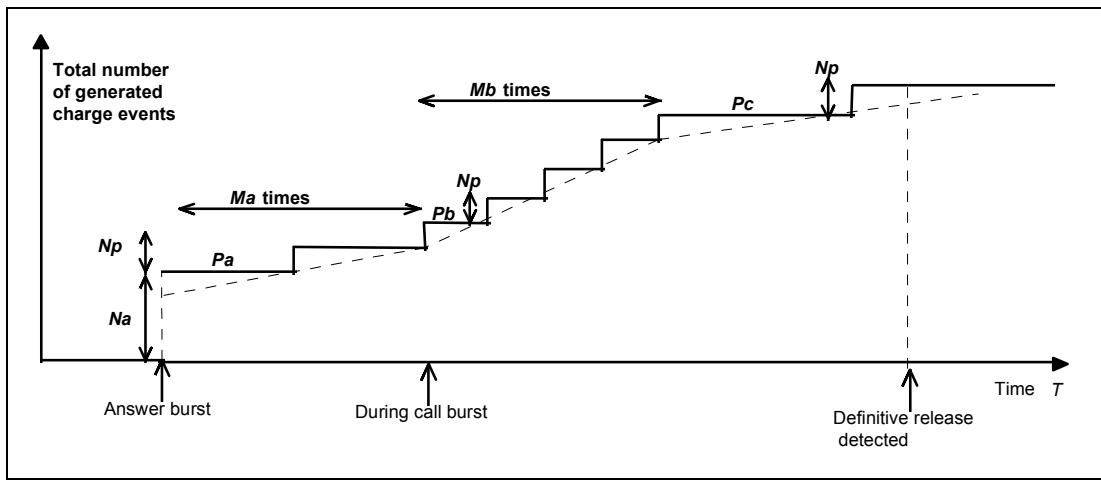 Total number
of generated
charge events
Np
Mb times
Pc
Np
Ma times
Pb
Np
Pa
Na
Time T
Answer burst
During call burst
Definitive release
detected